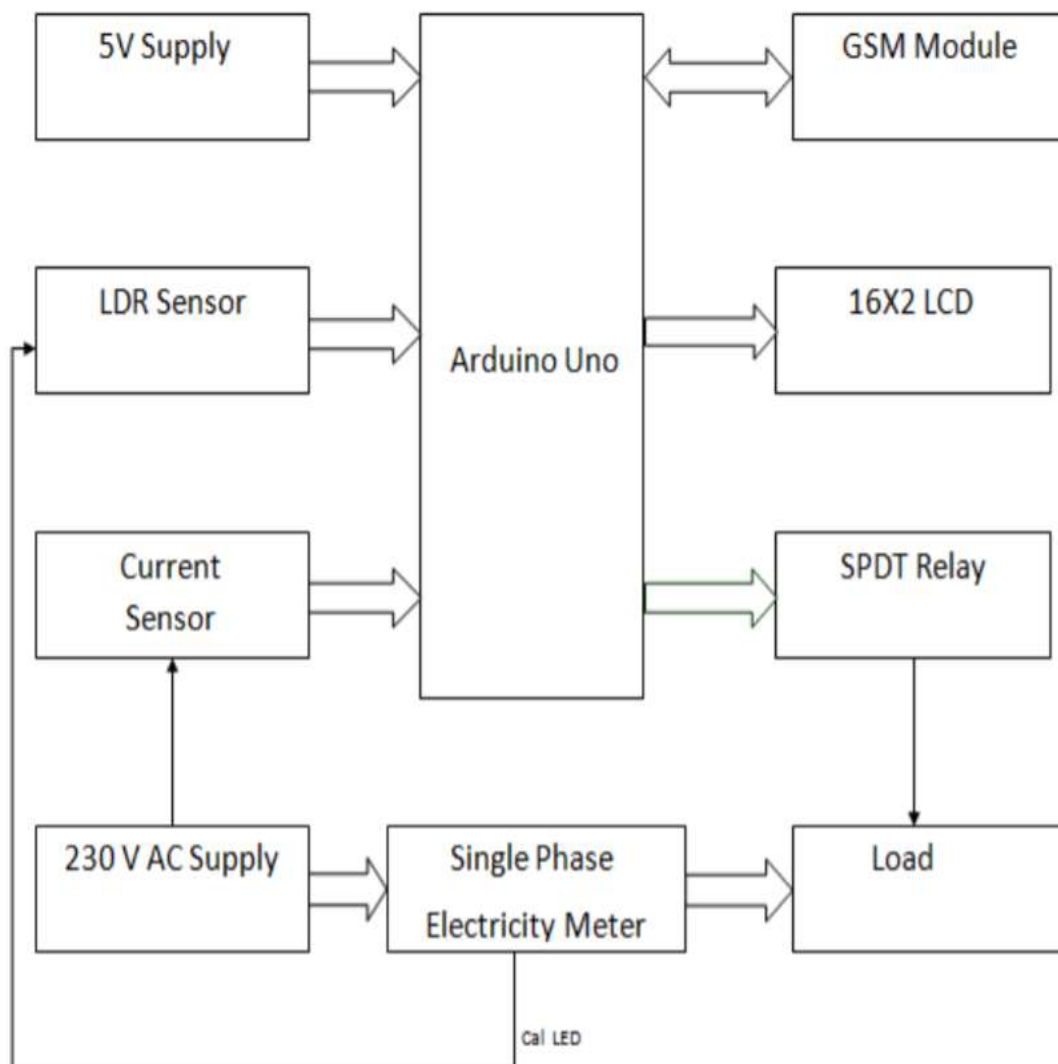 5V Supply
GSM Module
LDR Sensor
16X2 LCD
Arduino Uno
Current
Sensor
SPDT Relay
230 V AC Supply
Single Phase
Electricity Meter
Load
Cal LED